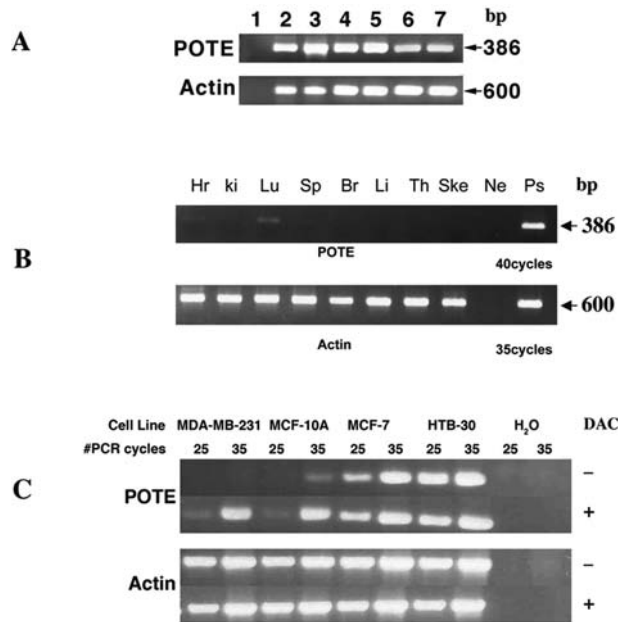 A
1 2 3 4 5 6 7 bp
POTE 386
Actin 600
B
Hr ki Lu Sp Br Li Th Ske Ne Ps bp
386
POTE 40cycles
600
Actin 35cycles
C
Cell Line MDA-MB-231 MCF-10A MCF-7 HTB-30 H₂O DAC
#PCR cycles 25 35 25 35 25 35 25 35 25 35
POTE −
+
Actin −
+